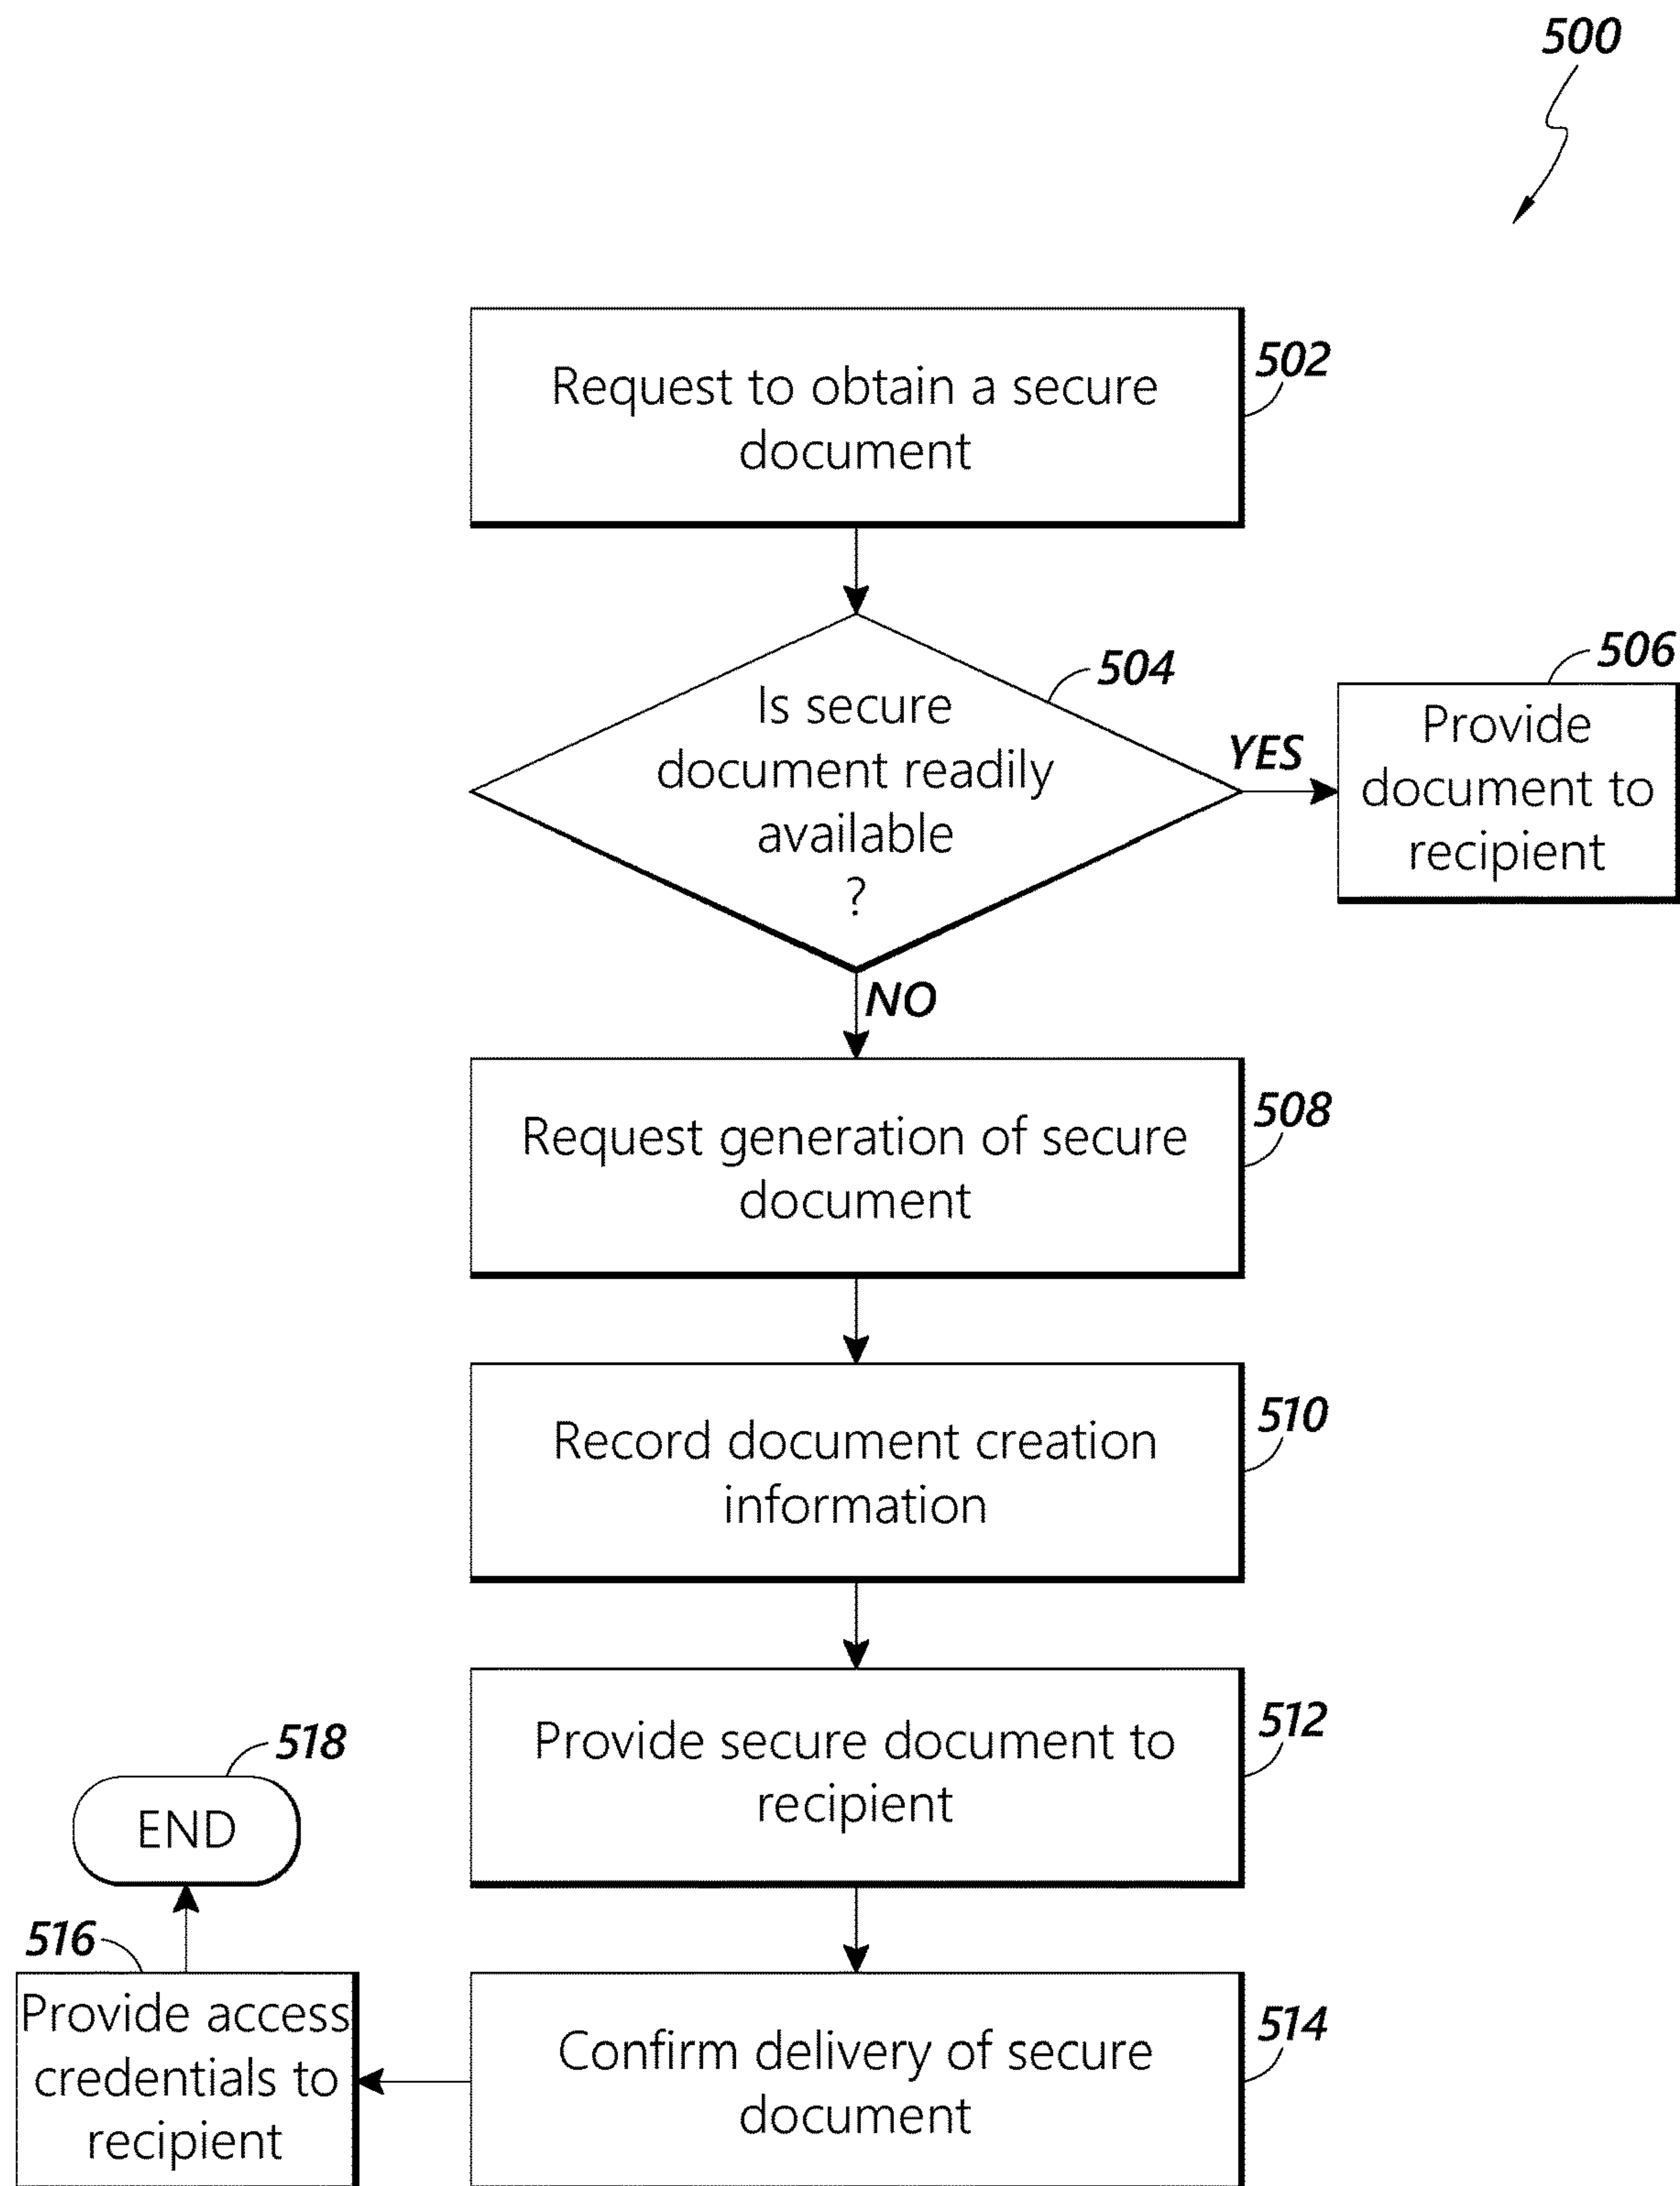 500
Request to obtain a secure
document
502
Is secure
document readily
available
?
504
YES
506
Provide
document to
recipient
NO
Request generation of secure
document
508
Record document creation
information
510
Provide secure document to
recipient
512
Confirm delivery of secure
document
514
516
Provide access
credentials to
recipient
518
END